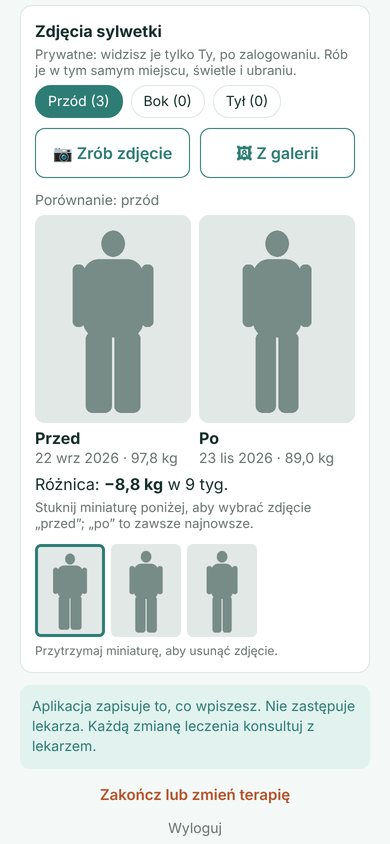 Zdjęcia sylwetki
Prywatne: widzisz je tylko Ty, po zalogowaniu. Rób
je w tym samym miejscu, świetle i ubraniu.
Przód (3)
Bok (0)
Tył (0)
📷 Zrób zdjęcie
🖼 Z galerii
Porównanie: przód
Przed
Po
22 wrz 2026 · 97,8 kg
23 lis 2026 · 89,0 kg
Różnica: −8,8 kg w 9 tyg.
Stuknij miniaturę poniżej, aby wybrać zdjęcie
„przed”; „po” to zawsze najnowsze.
Przytrzymaj miniaturę, aby usunąć zdjęcie.
Aplikacja zapisuje to, co wpiszesz. Nie zastępuje
lekarza. Każdą zmianę leczenia konsultuj z
lekarzem.
Zakończ lub zmień terapię
Wyloguj